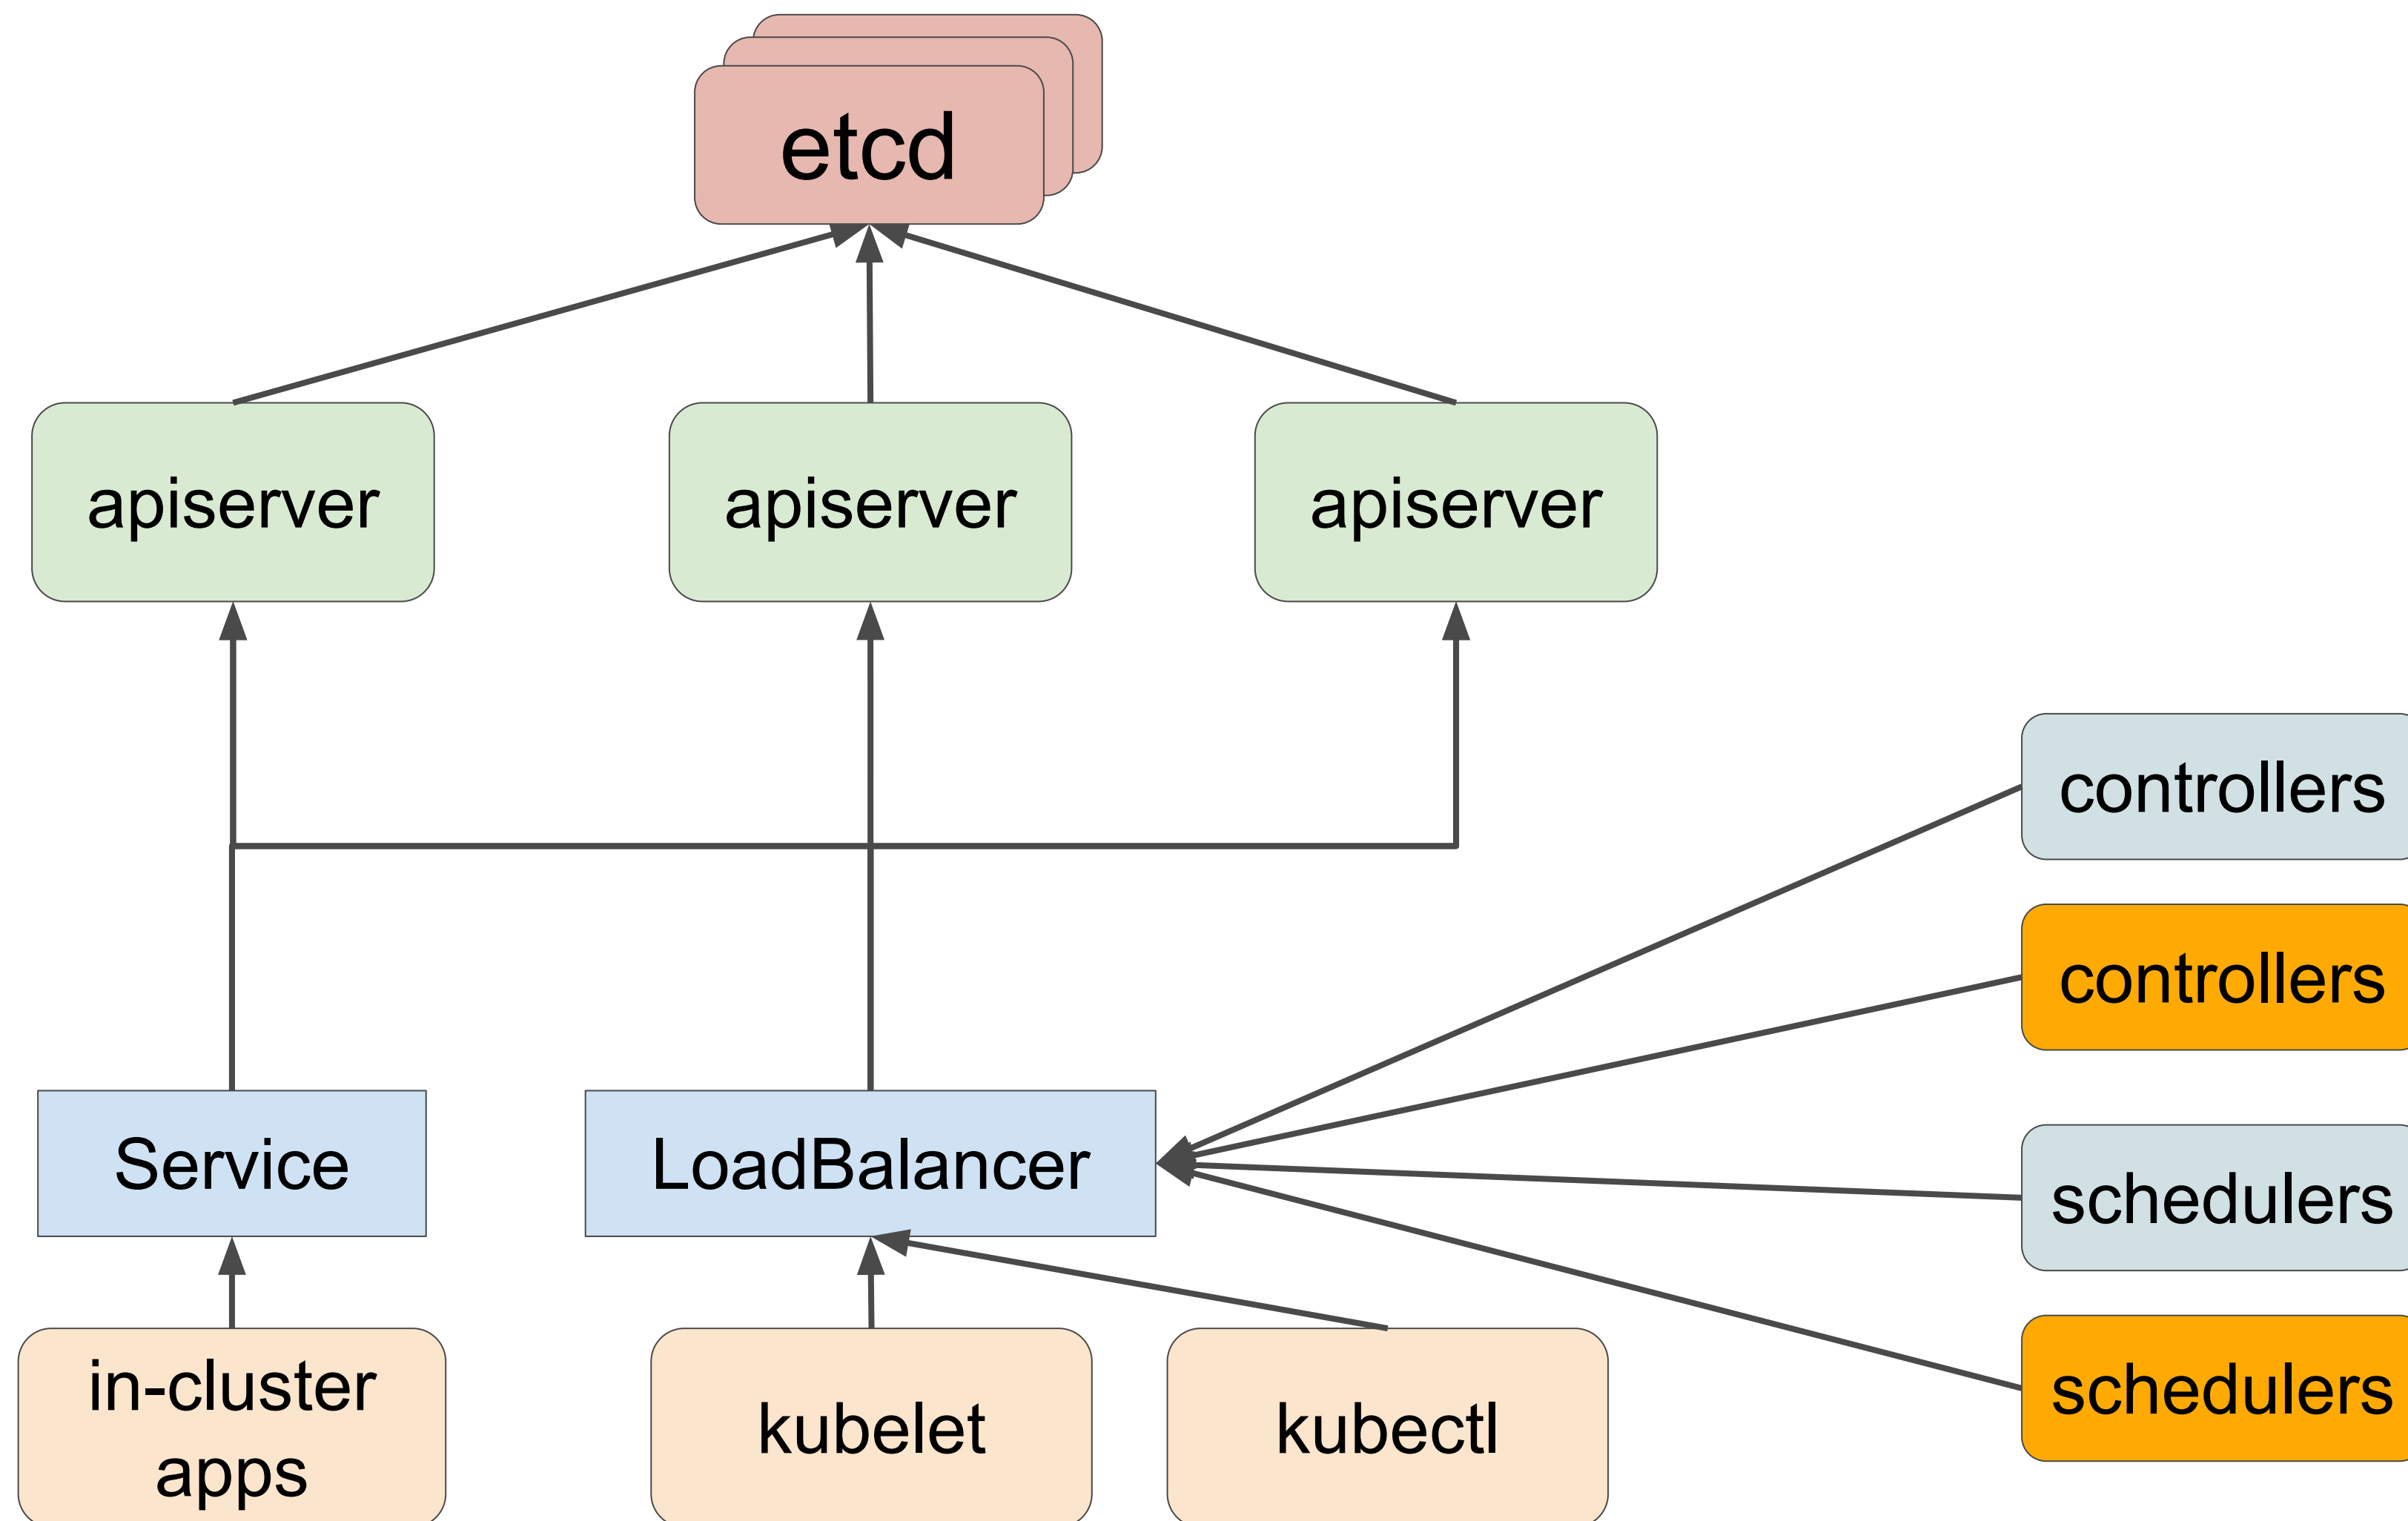 etcd
apiserver
apiserver
apiserver
controllers
controllers
Service
LoadBalancer
schedulers
schedulers
in-cluster
apps
kubelet
kubectl